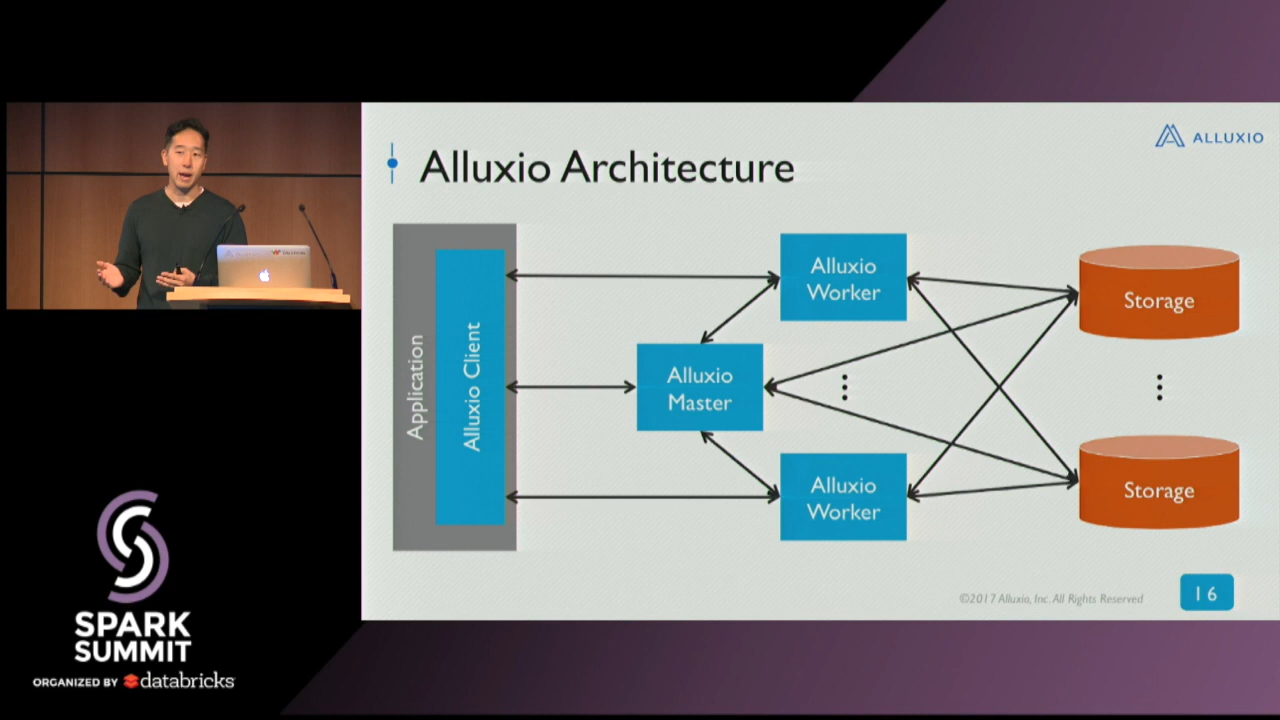 ALLUXIO
Alluxio Architecture
Application
Alluxio Client
Alluxio
Worker
Alluxio
Master
Alluxio
Worker
Storage
Storage
©2017 Alluxio, Inc. All Rights Reserved
16
SPARK
SUMMIT
ORGANIZED BY databricks